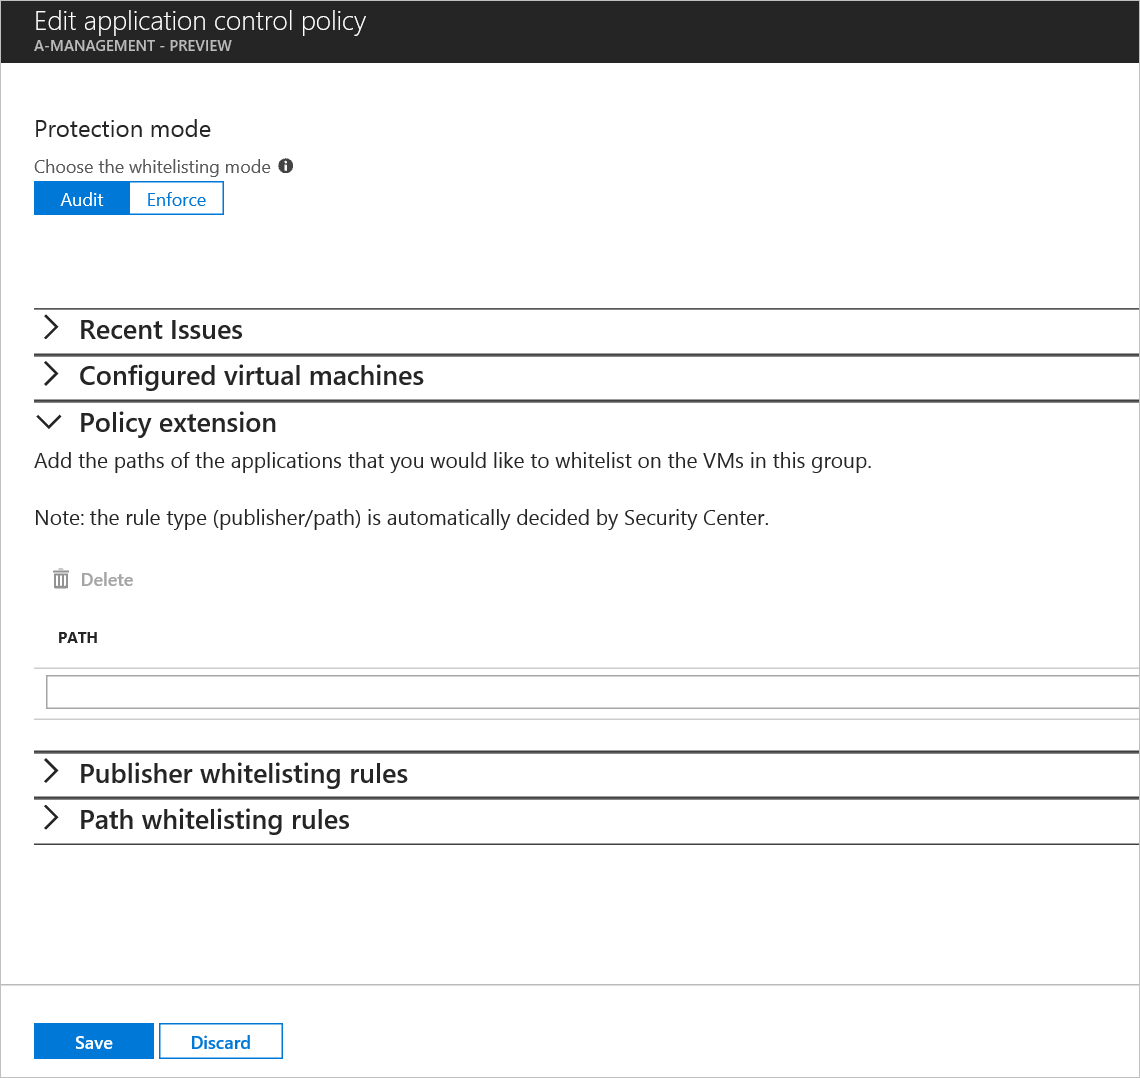 Edit application control policy
A-MANAGEMENT - PREVIEW
Protection mode
Choose the whitelisting mode
Audit
Enforce
Recent Issues
Configured virtual machines
Policy extension
Add the paths of the applications that you would like to whitelist on the VMs in this group.
Note: the rule type (publisher/path) is automatically decided by Security Center.
Delete
PATH
Publisher whitelisting rules
Path whitelisting rules
Save
Discard